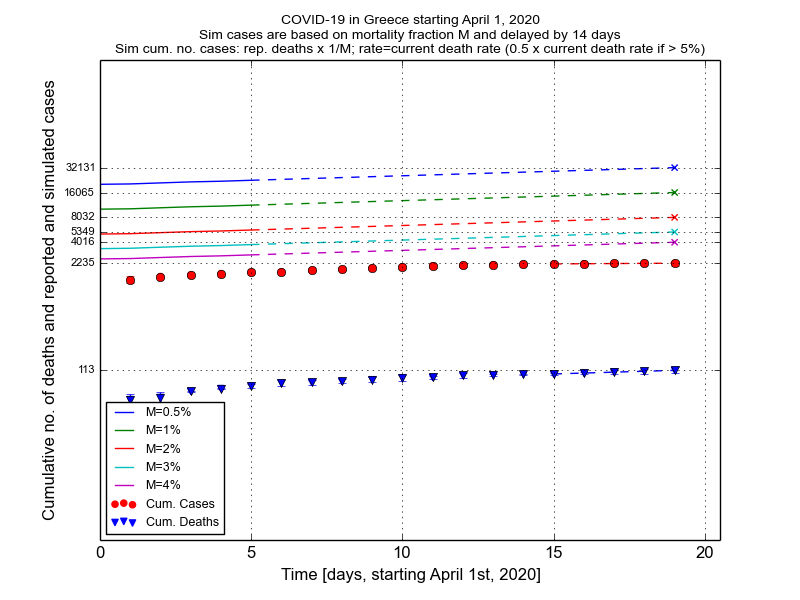 COVID-19 in Greece starting April 1, 2020
Sim cases are based on mortality fraction M and delayed by 14 days
Sim cum. no. cases: rep. deaths x 1/M; rate=current death rate (0.5 x current death rate if > 5%)
Cumulative no. of deaths and reported and simulated cases
32131
16065
8032
5349
4016
2235
113
M=0.5%
M=1%
M=2%
M=3%
M=4%
Cum. Cases
Cum. Deaths
0 5 10 15 20
Time [days, starting April 1st, 2020]